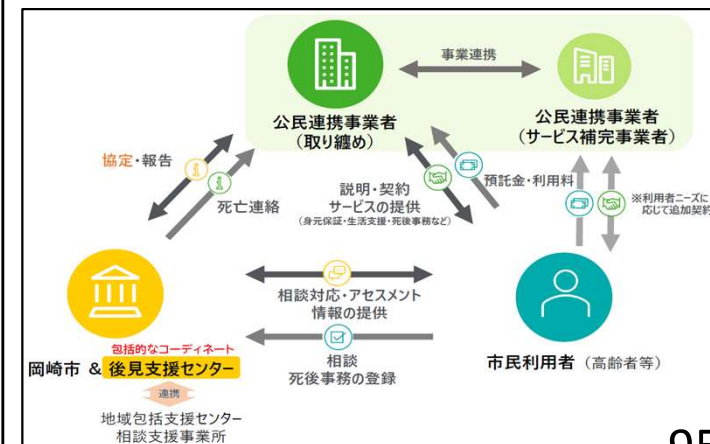 事業連携
公民連携事業者
（取り纏め）
公民連携事業者
（サービス補完事業者）
協定・報告
死亡連絡
説明・契約
サービスの提供
（身元保証・生活支援・死後事務など）
預託金・利用料
※利用者ニーズに
応じて追加契約
相談対応・アセスメント
情報の提供
包括的なコーディネート
岡崎市 & 後見支援センター
相談
死後事務の登録
市民利用者（高齢者等）
連携
地域包括支援センター
相談支援事業所